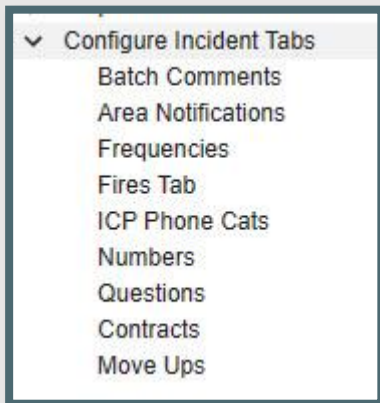 Configure Incident Tabs
Batch Comments
Area Notifications
Frequencies
Fires Tab
ICP Phone Cats
Numbers
Questions
Contracts
Move Ups